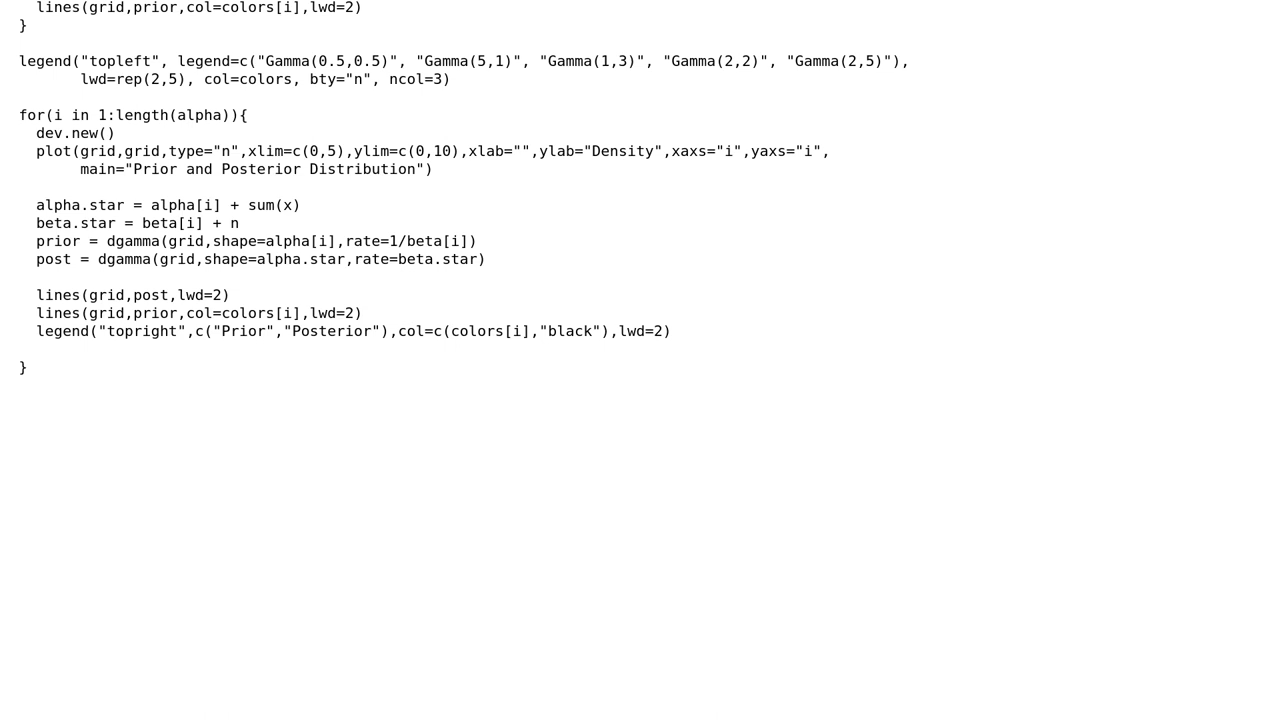 lines(grid,prior,col=colors[i],lwd=2)
}

legend("topleft", legend=c("Gamma(0.5,0.5)", "Gamma(5,1)", "Gamma(1,3)", "Gamma(2,2)", "Gamma(2,5)"),
       lwd=rep(2,5), col=colors, bty="n", ncol=3)

for(i in 1:length(alpha)){
  dev.new()
  plot(grid,grid,type="n",xlim=c(0,5),ylim=c(0,10),xlab="",ylab="Density",xaxs="i",yaxs="i",
       main="Prior and Posterior Distribution")

  alpha.star = alpha[i] + sum(x)
  beta.star = beta[i] + n
  prior = dgamma(grid,shape=alpha[i],rate=1/beta[i])
  post = dgamma(grid,shape=alpha.star,rate=beta.star)

  lines(grid,post,lwd=2)
  lines(grid,prior,col=colors[i],lwd=2)
  legend("topright",c("Prior","Posterior"),col=c(colors[i],"black"),lwd=2)

}